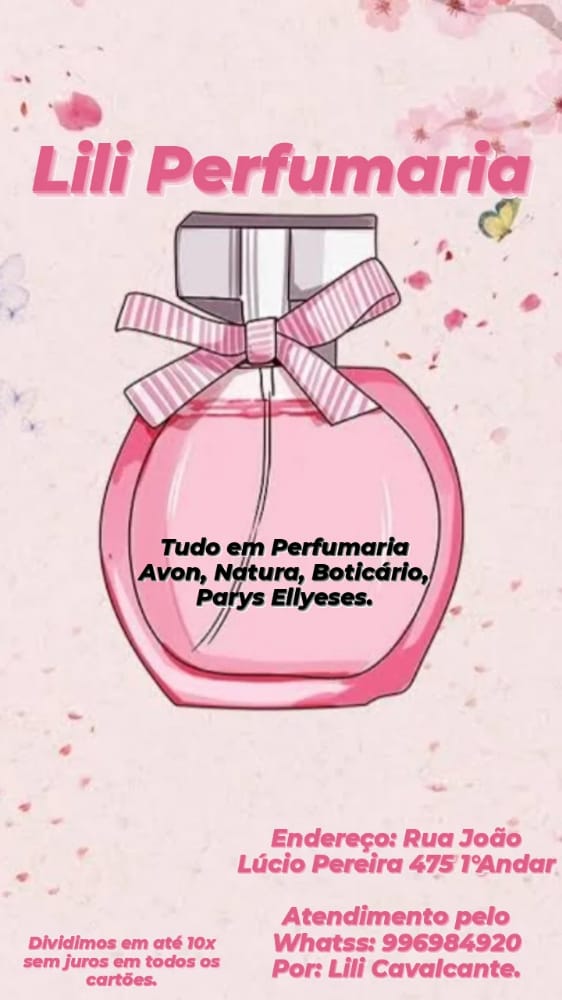 Lili Perfumaria
Tudo em Perfumaria
Avon, Natura, Boticário,
Parys Ellyeses.
Endereço: Rua João
Lúcio Pereira 475 1°Andar
Atendimento pelo
Whatss: 996984920
Por: Lili Cavalcante.
Dividimos em até 10x
sem juros em todos os
cartões.